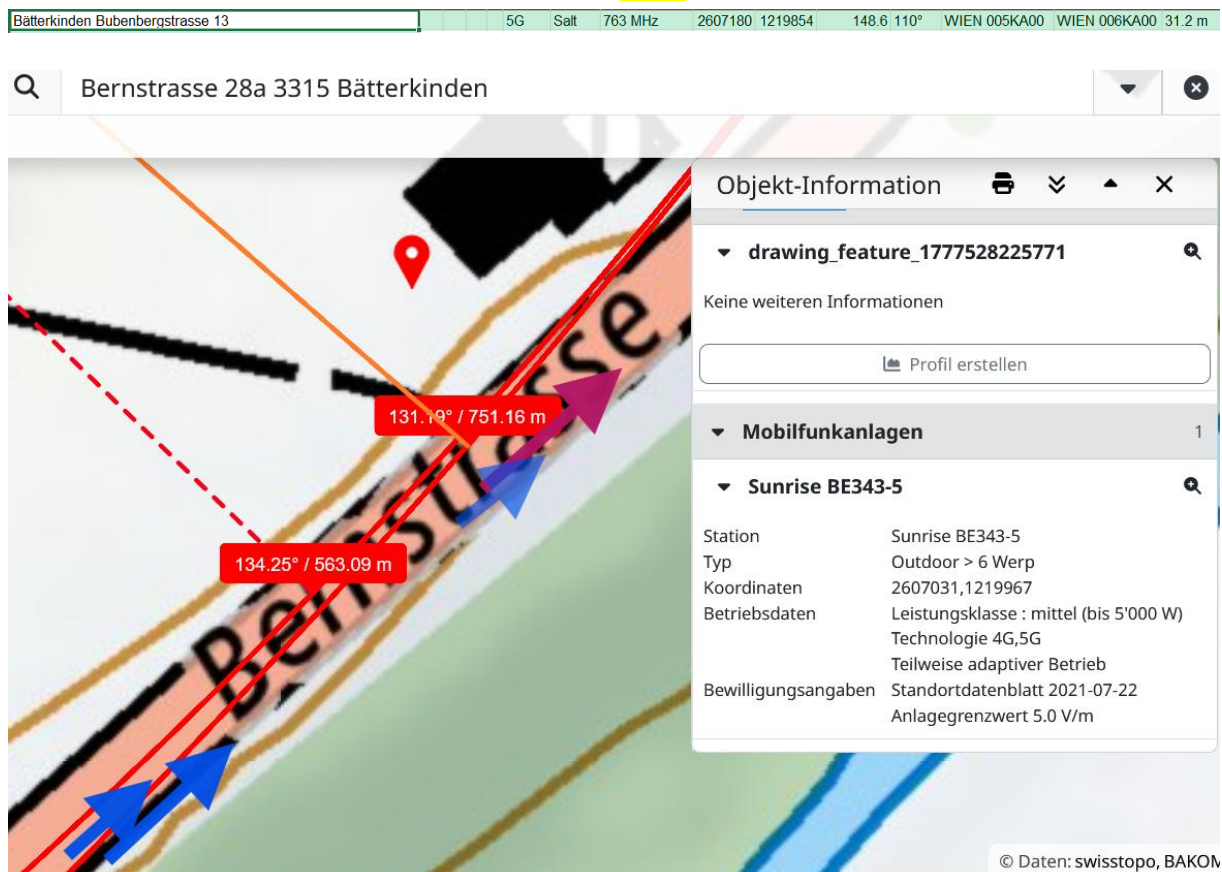 Bätterkinden Bubenbergstrasse 13 5G Salt 763 MHz 2607180 1219854 148.6 110° WIEN 005KA00 WIEN 006KA00 31.2 m
Bernstrasse 28a 3315 Bätterkinden
Objekt-Information
drawing_feature_1777528225771
Keine weiteren Informationen
Profil erstellen
Mobilfunkanlagen 1
Sunrise BE343-5
Station Sunrise BE343-5
Typ Outdoor > 6 Werp
Koordinaten 2607031,1219967
Betriebsdaten Leistungsklasse : mittel (bis 5'000 W)
Technologie 4G,5G
Teilweise adaptiver Betrieb
Bewilligungsangaben Standortdatenblatt 2021-07-22
Anlagegrenzwert 5.0 V/m
131.19° / 751.16 m
134.25° / 563.09 m
Bernstrasse
© Daten: swisstopo, BAKOM